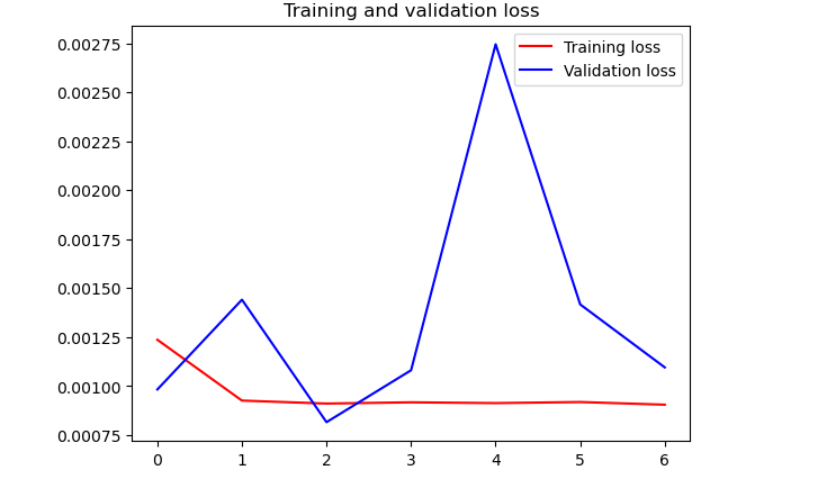 Training and validation loss
Training loss
Validation loss
0.00275
0.00250
0.00225
0.00200
0.00175
0.00150
0.00125
0.00100
0.00075
0 1 2 3 4 5 6